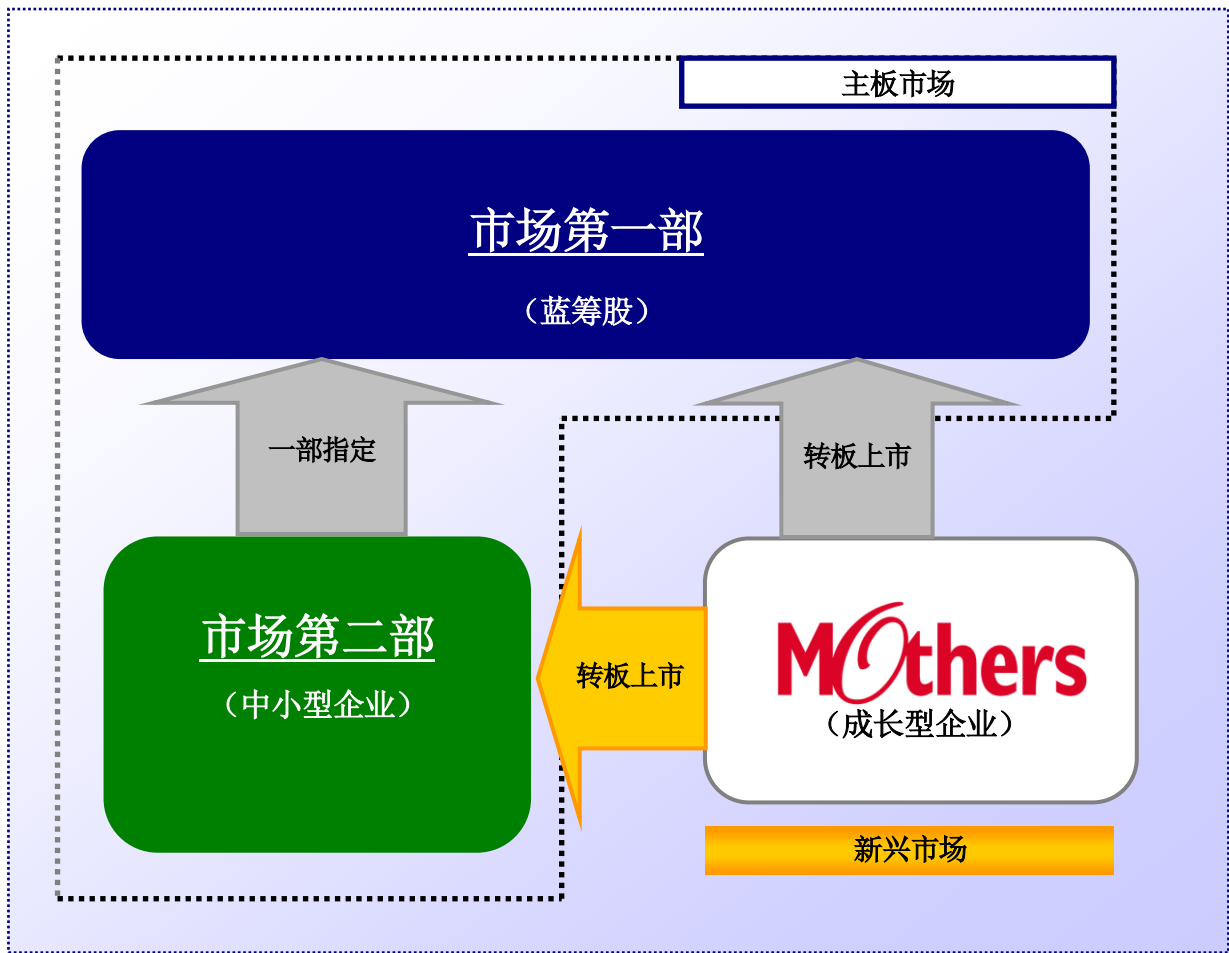 主板市场
市场第一部
（蓝筹股）
一部指定
转板上市
市场第二部
（中小型企业）
转板上市
MOthers
（成长型企业）
新兴市场